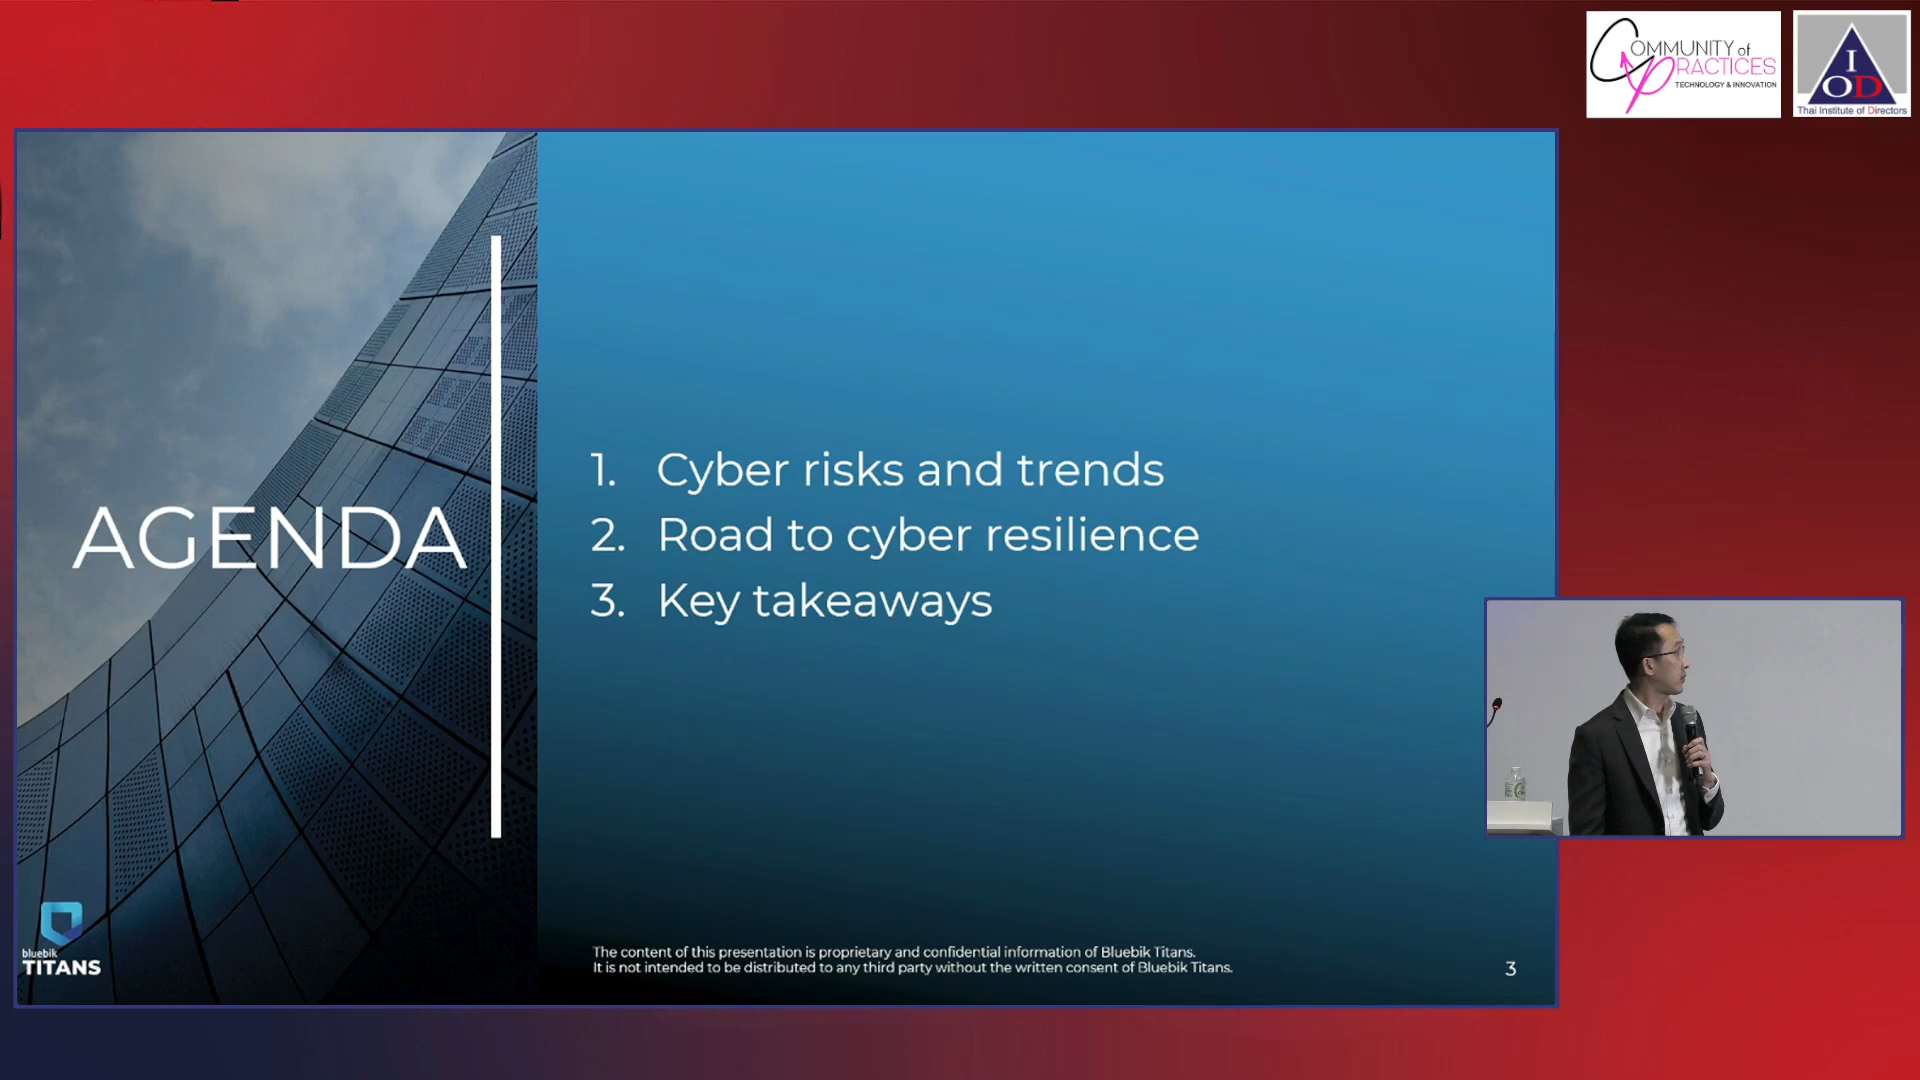 COMMUNITY of
PRACTICES
TECHNOLOGY & INNOVATION
IOD
Thai Institute of Directors
AGENDA
1. Cyber risks and trends
2. Road to cyber resilience
3. Key takeaways
bluebik
TITANS
The content of this presentation is proprietary and confidential information of Bluebik Titans.
It is not intended to be distributed to any third party without the written consent of Bluebik Titans.
3